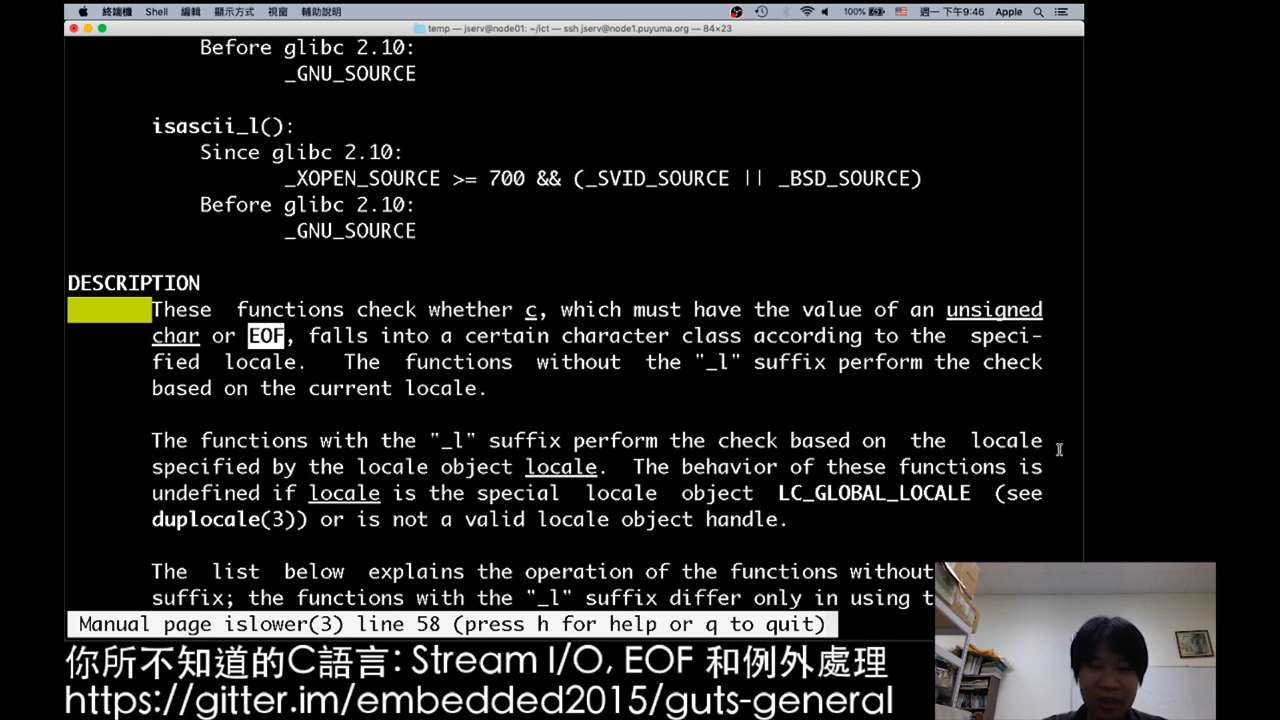 終端機 Shell 編輯 顯示方式 視窗 輔助說明 100% 週一 下午9:46 Apple
temp — jserv@node01: ~/lct — ssh jserv@node1.puyuma.org — 84×23
Before glibc 2.10:
_GNU_SOURCE
isascii_l():
Since glibc 2.10:
_XOPEN_SOURCE >= 700 && (_SVID_SOURCE || _BSD_SOURCE)
Before glibc 2.10:
_GNU_SOURCE
DESCRIPTION
These functions check whether c, which must have the value of an unsigned
char or EOF, falls into a certain character class according to the speci-
fied locale. The functions without the "_l" suffix perform the check
based on the current locale.
The functions with the "_l" suffix perform the check based on the locale
specified by the locale object locale. The behavior of these functions is
undefined if locale is the special locale object LC_GLOBAL_LOCALE (see
duplocale(3)) or is not a valid locale object handle.
The list below explains the operation of the functions without
suffix; the functions with the "_l" suffix differ only in using t
Manual page islower(3) line 58 (press h for help or q to quit)
你所不知道的C語言: Stream I/O, EOF 和例外處理
https://gitter.im/embedded2015/guts-general